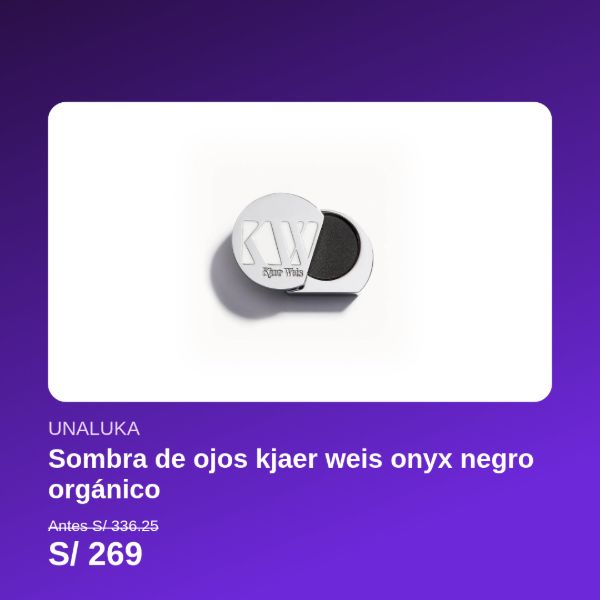 KW
Kjaer Weis
UNALUKA
Sombra de ojos kjaer weis onyx negro
orgánico
Antes S/ 336.25
S/ 269